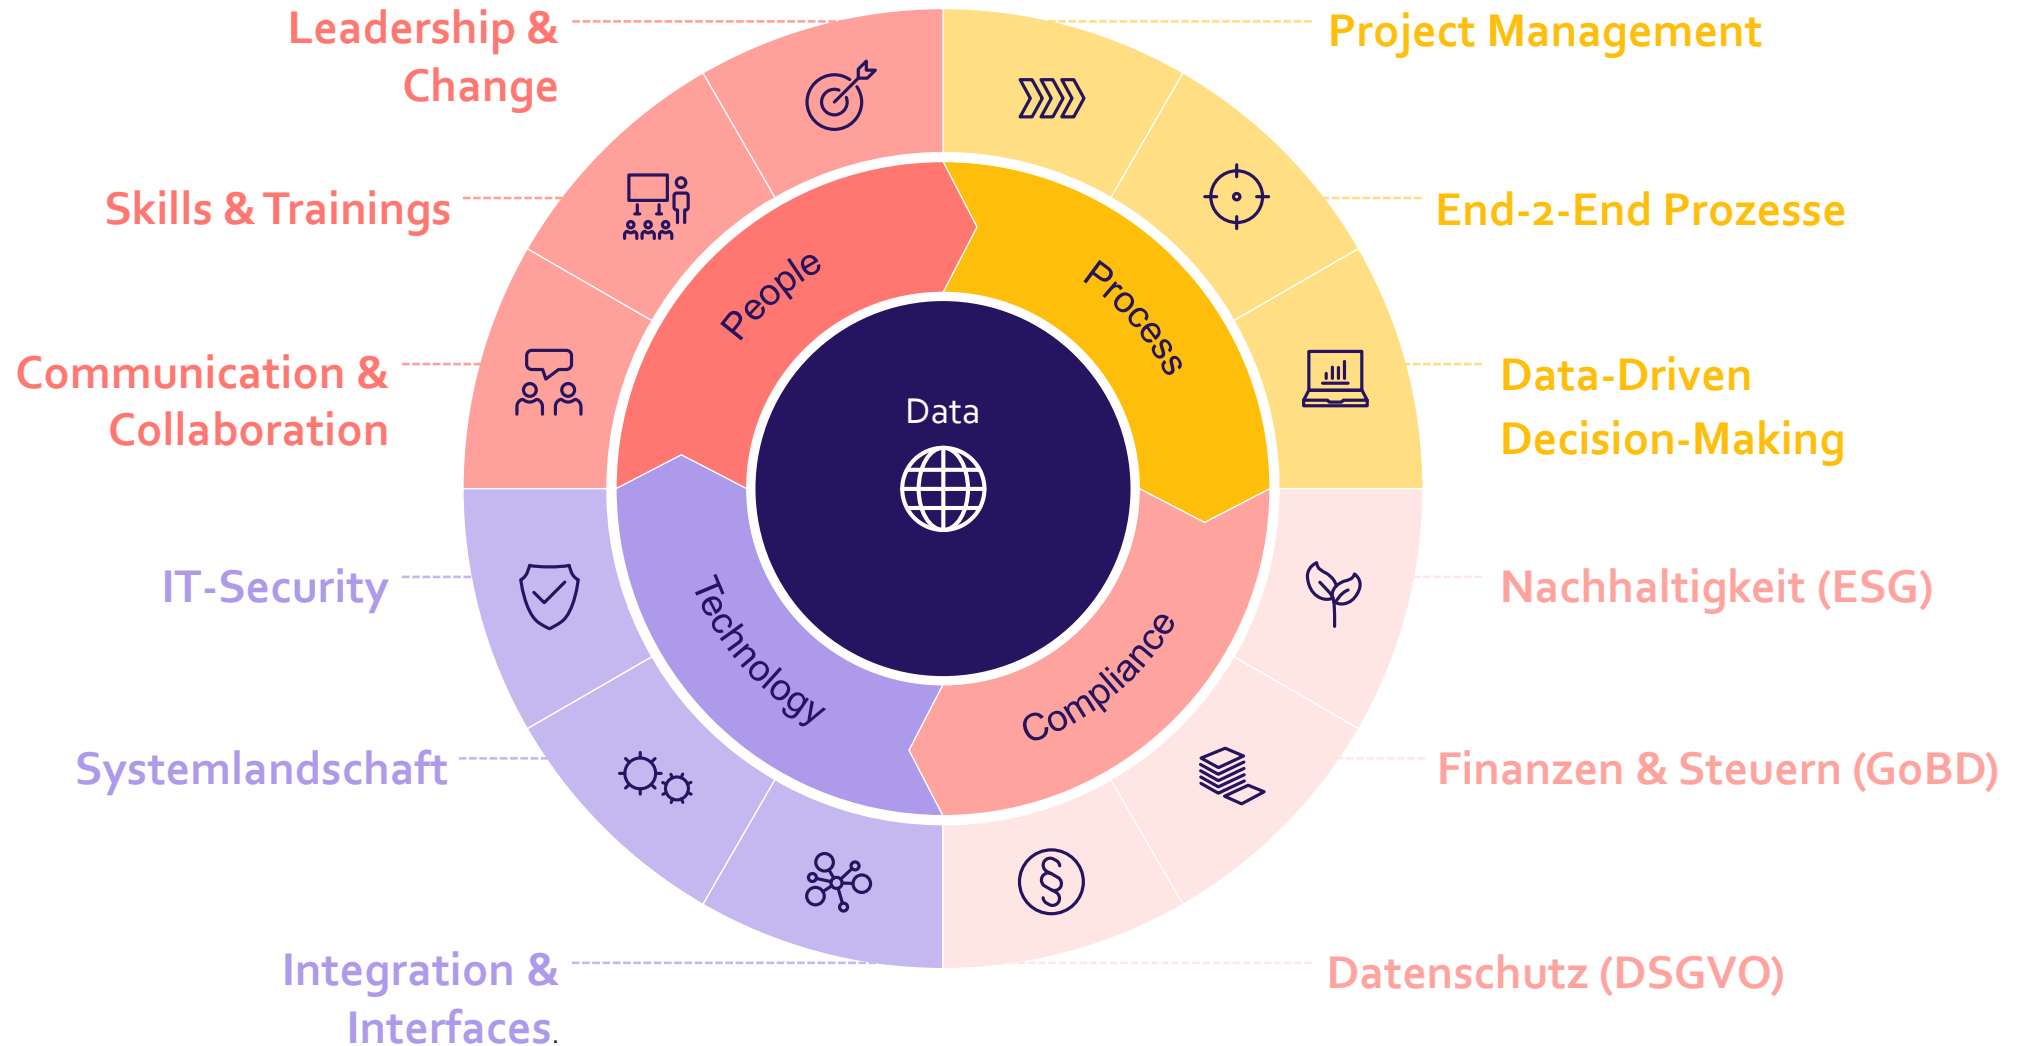 Leadership &
Change
Skills & Trainings
Communication &
Collaboration
IT-Security
Systemlandschaft
Integration &
Interfaces.
Project Management
End-2-End Prozesse
Data-Driven
Decision-Making
Nachhaltigkeit (ESG)
Finanzen & Steuern (GoBD)
Datenschutz (DSGVO)
People
Process
Technology
Compliance
Data
§